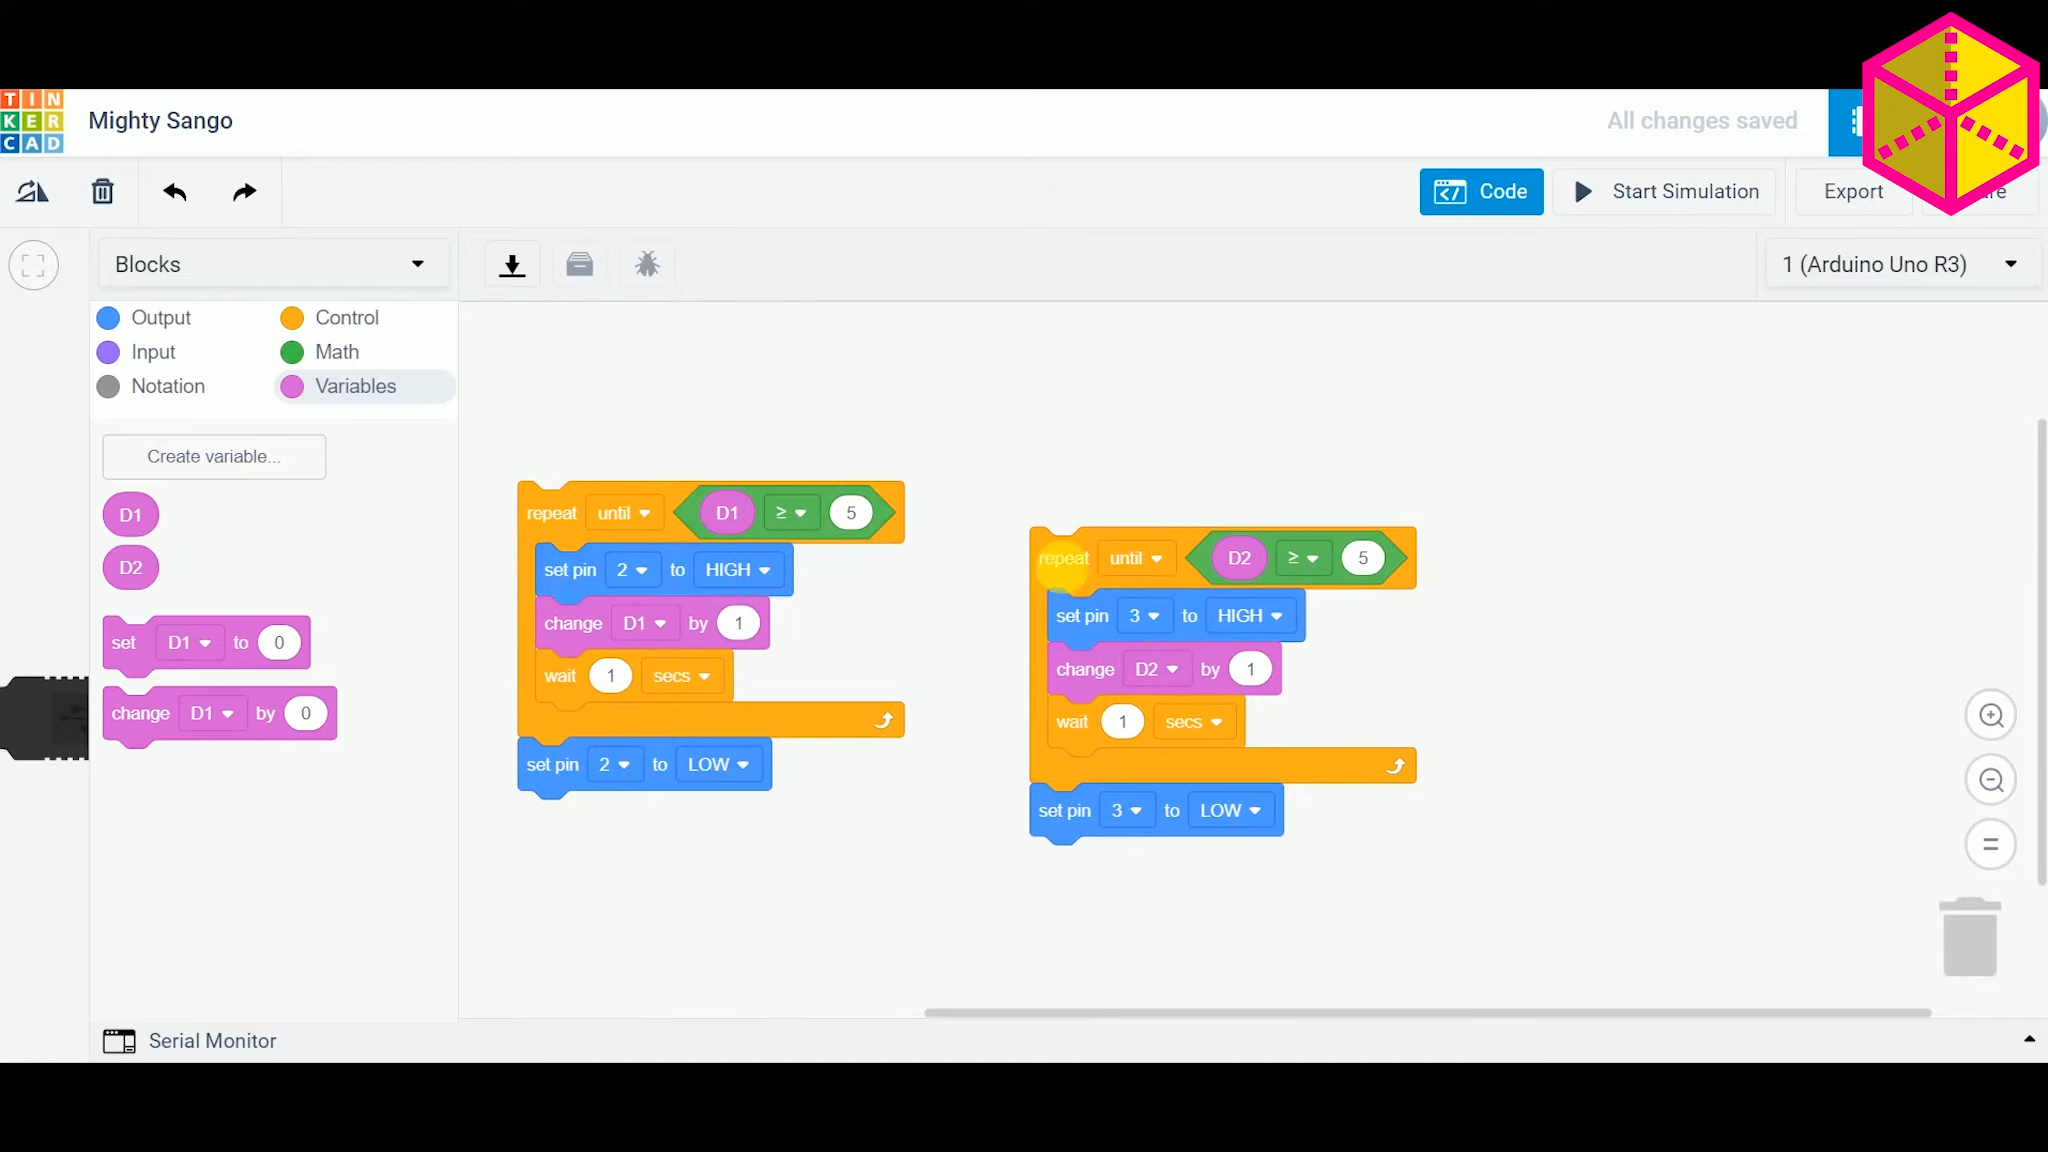 TINKERCAD
Mighty Sango
All changes saved
Code
Start Simulation
Export
Blocks
1 (Arduino Uno R3)
Output
Control
Input
Math
Notation
Variables
Create variable...
D1
D2
set D1 to 0
change D1 by 0
repeat until D1 ≥ 5
set pin 2 to HIGH
change D1 by 1
wait 1 secs
set pin 2 to LOW
repeat until D2 ≥ 5
set pin 3 to HIGH
change D2 by 1
wait 1 secs
set pin 3 to LOW
Serial Monitor